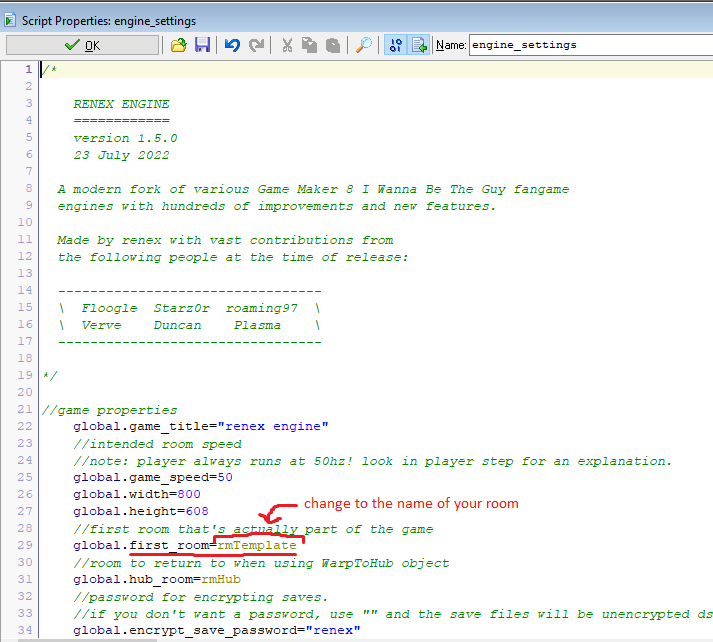 Script Properties: engine_settings
OK
Name: engine_settings
1 /*
2
3 RENEX ENGINE
4 ============
5 version 1.5.0
6 23 July 2022
7
8 A modern fork of various Game Maker 8 I Wanna Be The Guy fangame
9 engines with hundreds of improvements and new features.
10
11 Made by renex with vast contributions from
12 the following people at the time of release:
13
14 ---------------------------------
15 \ Floogle Starz0r roaming97 \
16 \ Verve Duncan Plasma \
17 ---------------------------------
18
19 */
20
21 //game properties
22 global.game_title="renex engine"
23 //intended room speed
24 //note: player always runs at 50hz! look in player step for an explanation.
25 global.game_speed=50
26 global.width=800
27 global.height=608
change to the name of your room
28 //first room that's actually part of the game
29 global.first_room=rmTemplate
30 //room to return to when using WarpToHub object
31 global.hub_room=rmHub
32 //password for encrypting saves.
33 //if you don't want a password, use "" and the save files will be unencrypted ds
34 global.encrypt_save_password="renex"